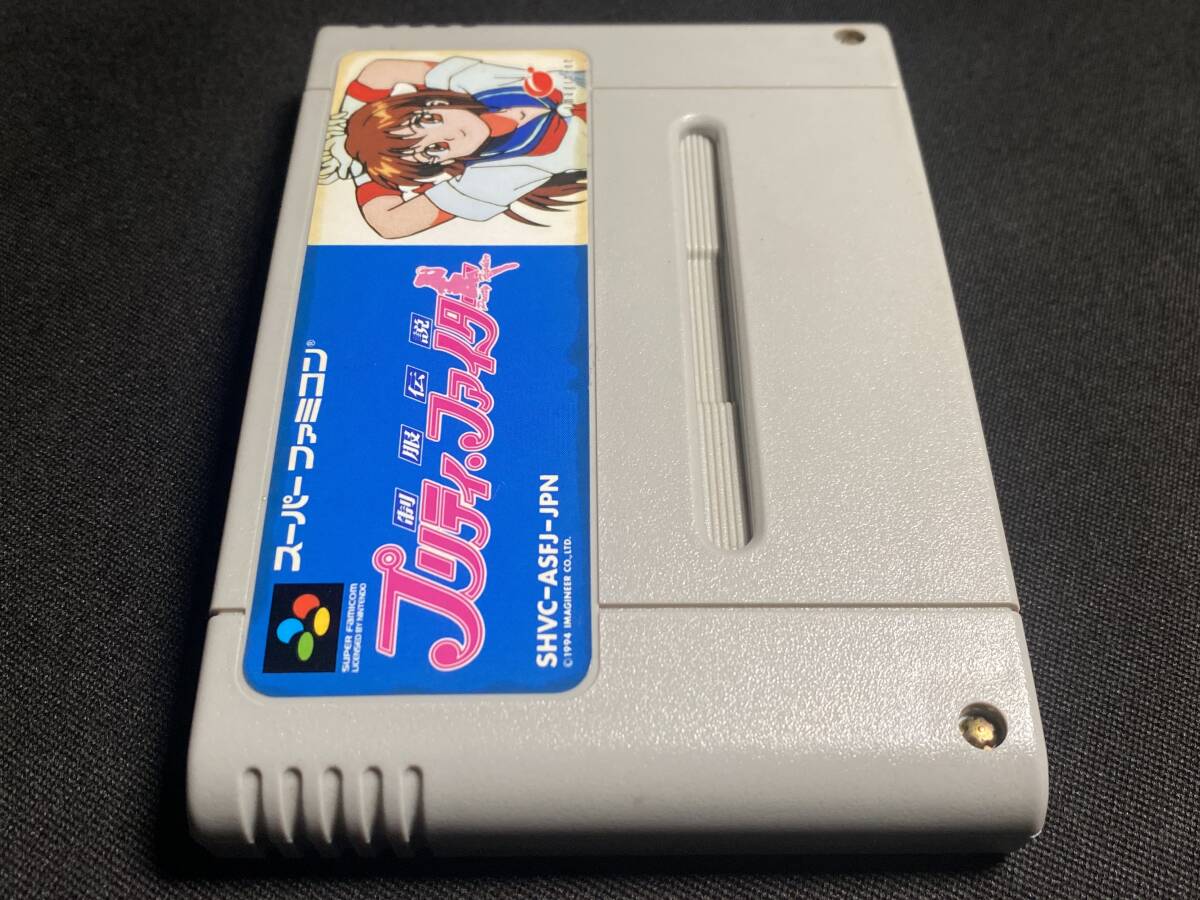 スーパーファミコン®
制服伝説
プリティ・ファイター
SUPER FAMICOM
LICENSED BY NINTENDO
SHVC-ASFJ-JPN
©1994 IMAGINEER CO., LTD.